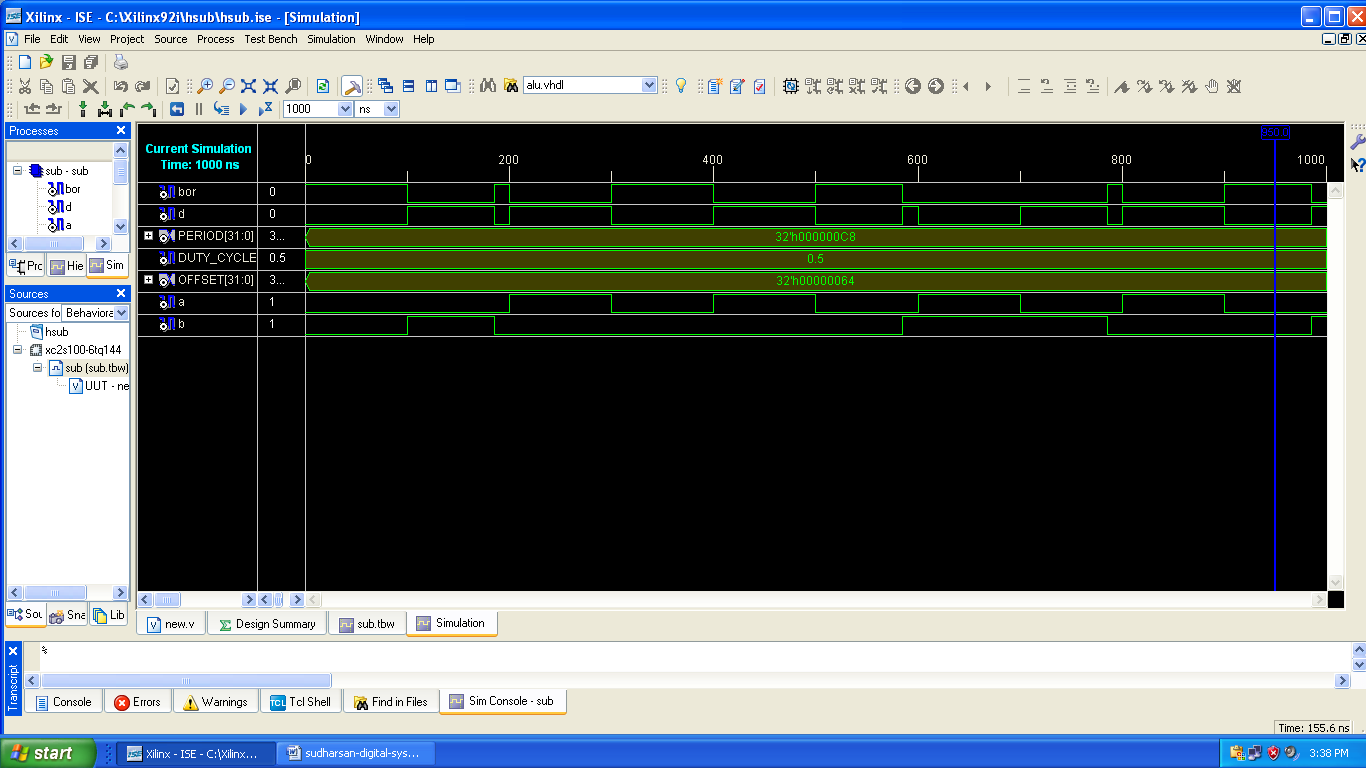 Xilinx - ISE - C:\Xilinx92i\hsub\hsub.ise - [Simulation]
File Edit View Project Source Process Test Bench Simulation Window Help
alu.vhdl
1000 ns
Processes
sub - sub
bor
d
a
Hie Sim
Sources
Sources fo Behaviora
hsub
xc2s100-6tq144
sub (sub.tbw)
UUT - ne
Sou Sna Lib
Current Simulation
Time: 1000 ns
950.0
0 200 400 600 800 1000
bor 0
d 0
PERIOD[31:0] 3... 32'h000000C8
DUTY_CYCLE 0.5 0.5
OFFSET[31:0] 3... 32'h00000064
a 1
b 1
new.v Design Summary sub.tbw Simulation
Transcript
%
Console Errors Warnings Tcl Shell Find in Files Sim Console - sub
Time: 155.6 ns
start Xilinx - ISE - C:\Xilinx... sudharsan-digital-sys... 3:38 PM